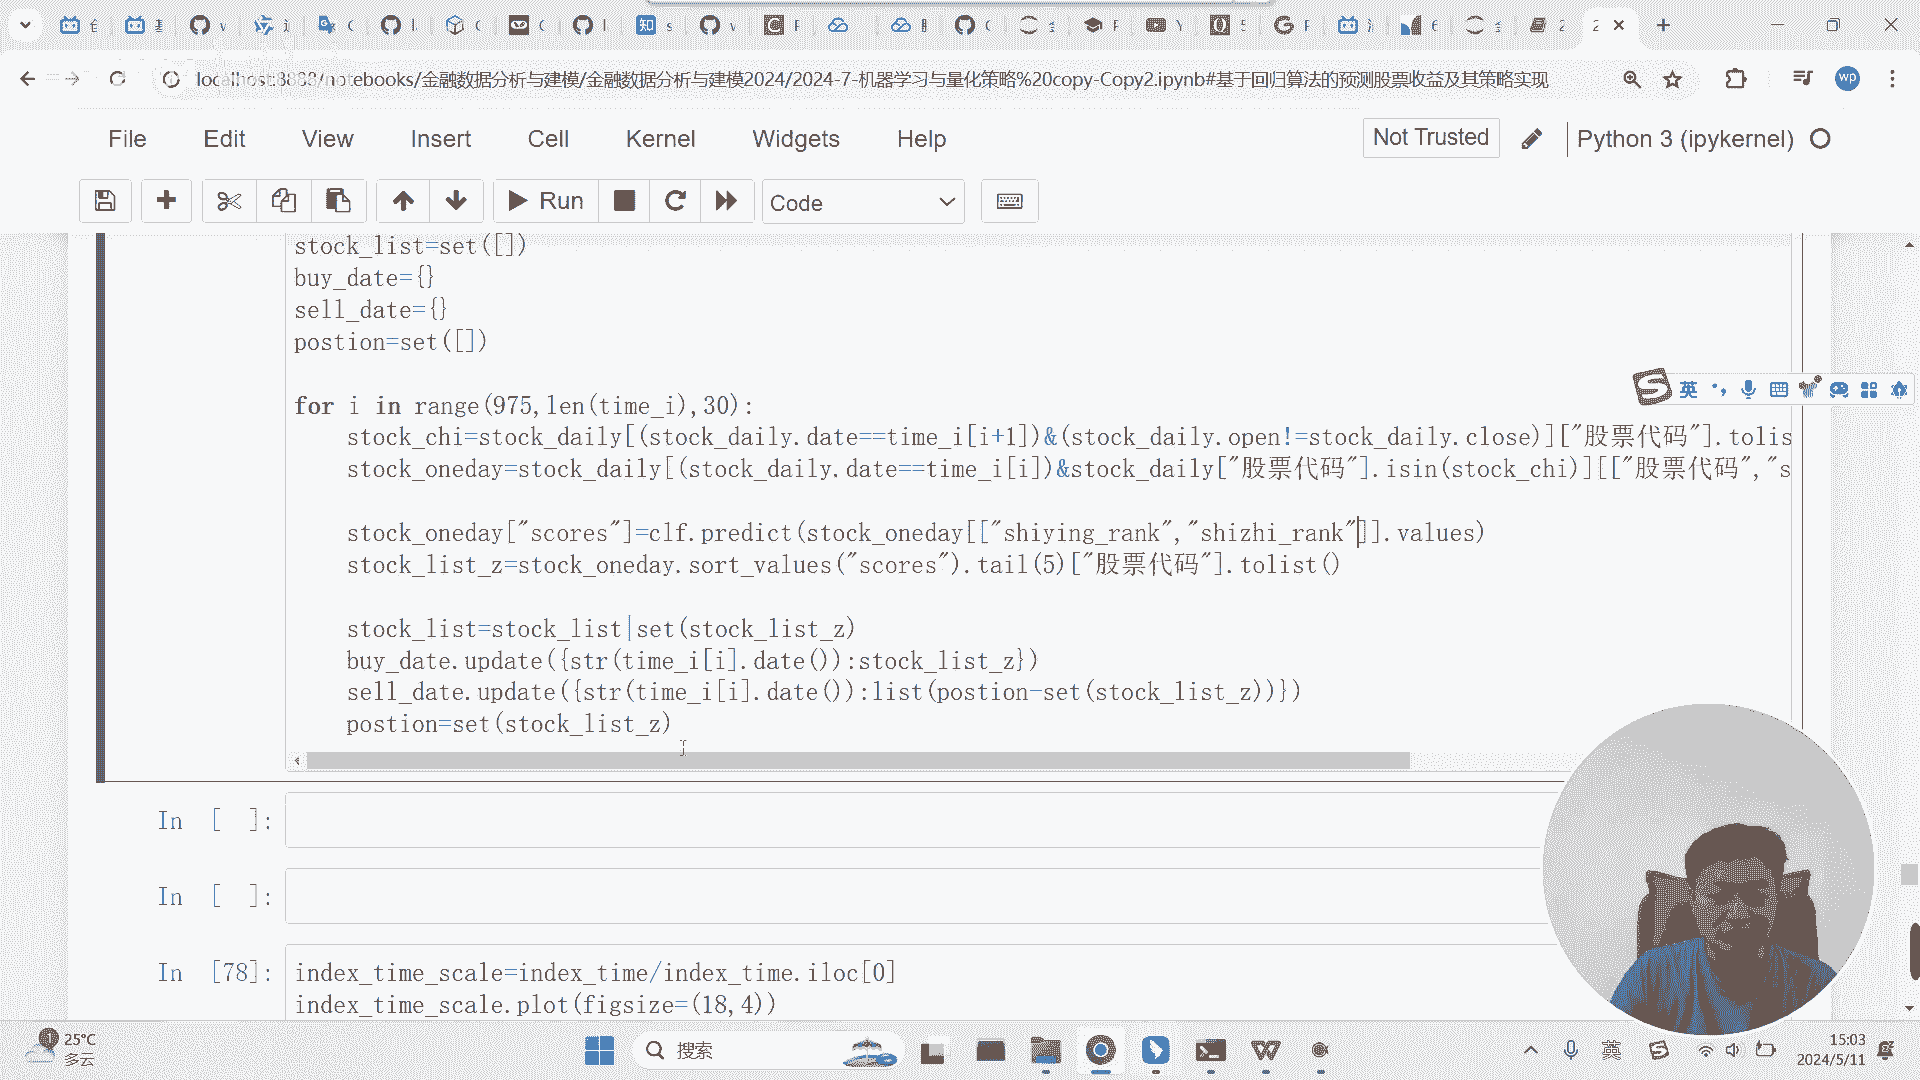 localhost:8888/notebooks/金融数据分析与建模/金融数据分析与建模2024/2024-7-机器学习与量化策略%20copy-Copy2.ipynb#基于回归算法的预测股票收益及其策略实现
wp
File Edit View Insert Cell Kernel Widgets Help
Not Trusted
Python 3 (ipykernel)
Run
Code
stock_list=set([])
buy_date={}
sell_date={}
postion=set([])
for i in range(975,len(time_i),30):
stock_chi=stock_daily[(stock_daily.date==time_i[i+1])&(stock_daily.open!=stock_daily.close)]["股票代码"].tolis
stock_oneday=stock_daily[(stock_daily.date==time_i[i])&stock_daily["股票代码"].isin(stock_chi)][["股票代码","s
stock_oneday["scores"]=clf.predict(stock_oneday[["shiying_rank","shizhi_rank"]].values)
stock_list_z=stock_oneday.sort_values("scores").tail(5)["股票代码"].tolist()
stock_list=stock_list|set(stock_list_z)
buy_date.update({str(time_i[i].date()):stock_list_z})
sell_date.update({str(time_i[i].date()):list(postion-set(stock_list_z))})
postion=set(stock_list_z)
英
In [ ]:
In [ ]:
In [78]:
index_time_scale=index_time/index_time.iloc[0]
index_time_scale.plot(figsize=(18,4))
25°C
多云
搜索
英
15:03
2024/5/11